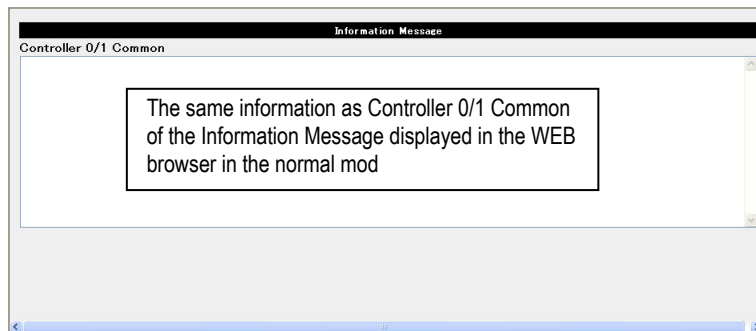 Information Message
Controller 0/1 Common
The same information as Controller 0/1 Common
of the Information Message displayed in the WEB
browser in the normal mod